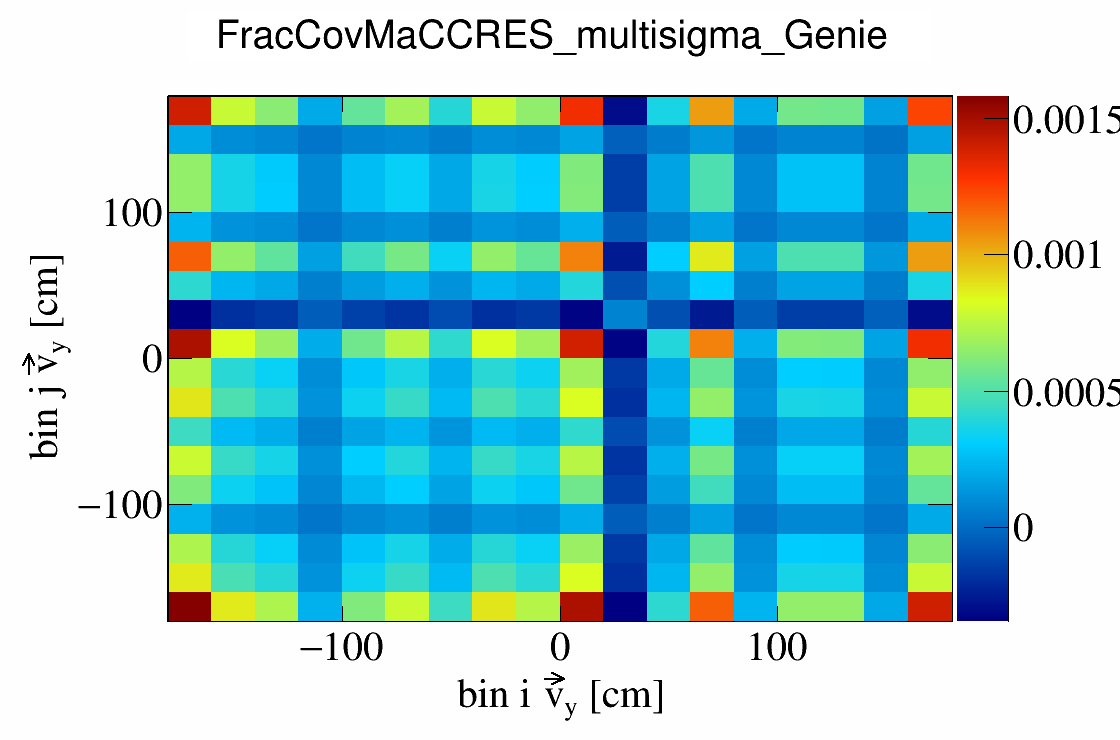 FracCovMaCCRES_multisigma_Genie
0.0015
0.001
0.0005
0
100
0
−100
bin j v⃗y [cm]
−100 0 100
bin i v⃗y [cm]